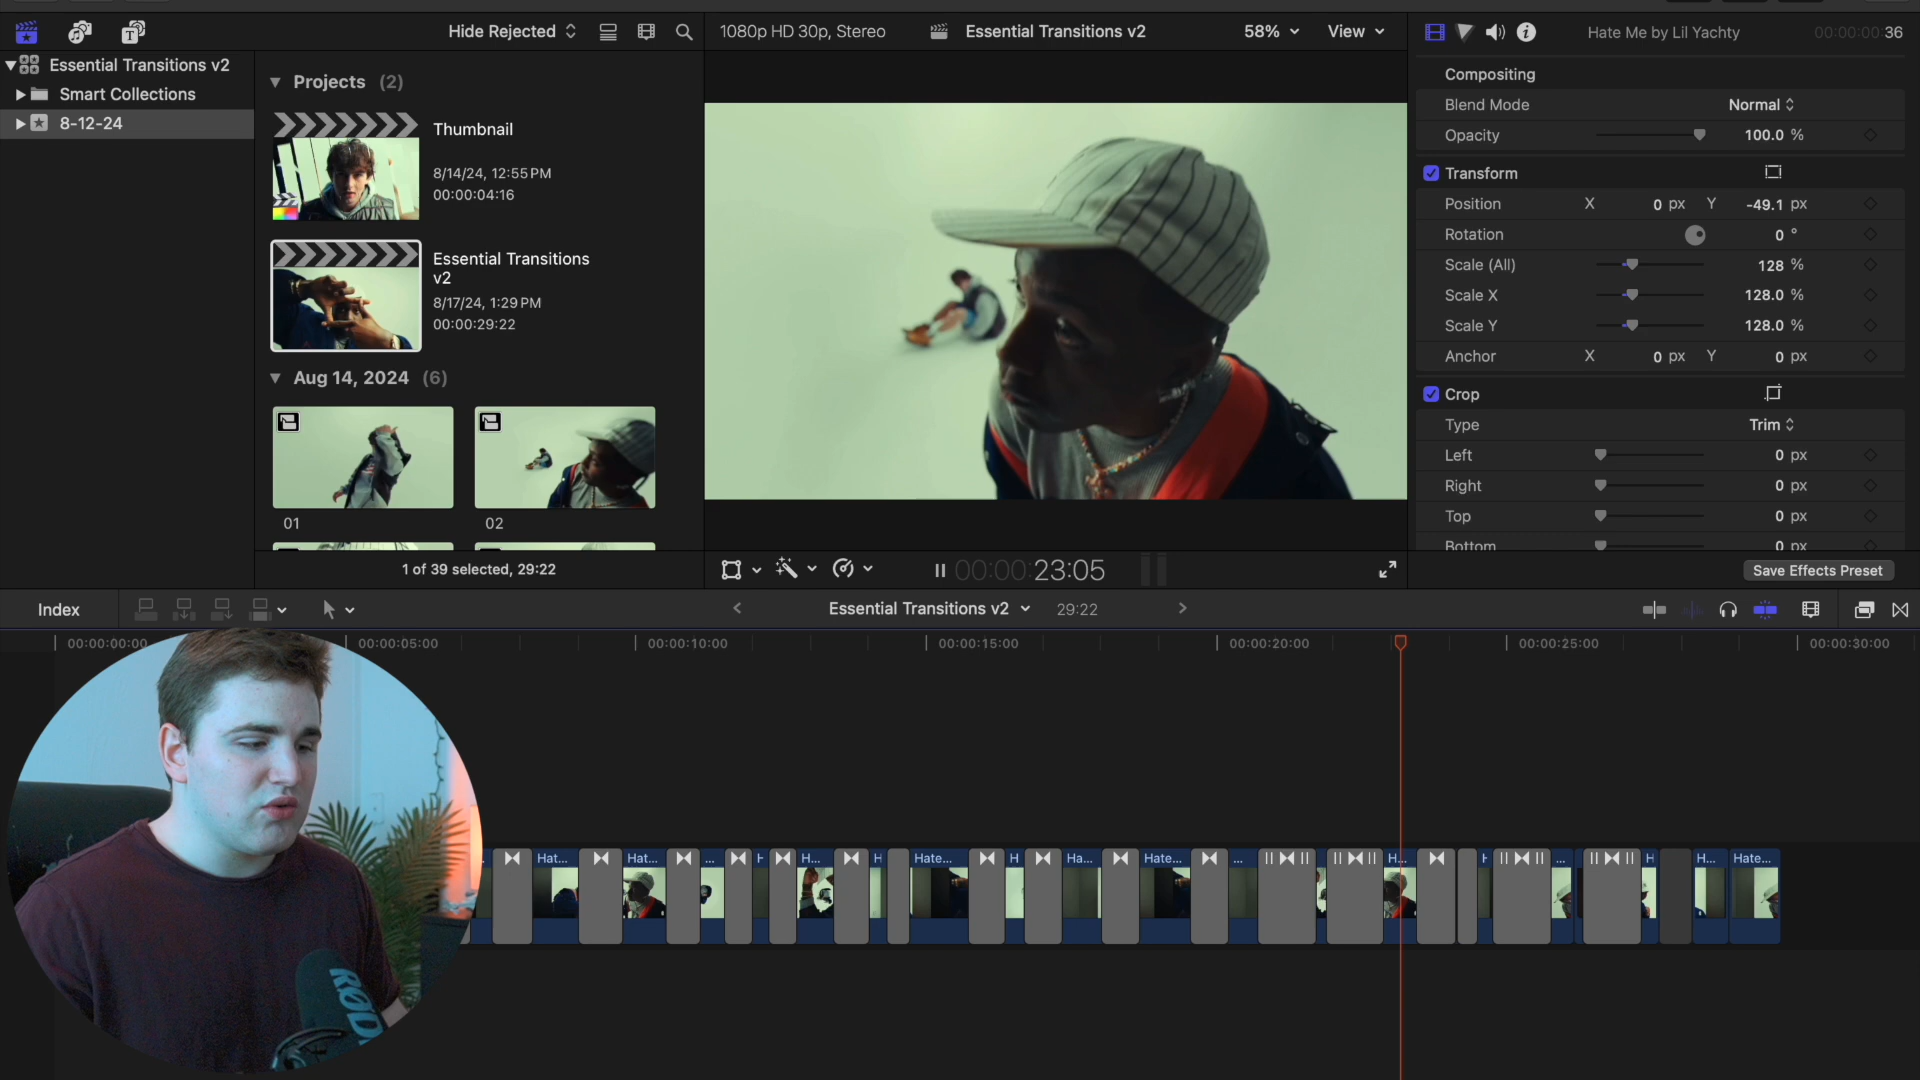 Hide Rejected
1080p HD 30p, Stereo
Essential Transitions v2
58%
View
Hate Me by Lil Yachty
00:00:00:36
Essential Transitions v2
Smart Collections
8-12-24
Projects (2)
Thumbnail
8/14/24, 12:55 PM
00:00:04:16
Essential Transitions
v2
8/17/24, 1:29 PM
00:00:29:22
Aug 14, 2024 (6)
01
02
1 of 39 selected, 29:22
00:00:23:05
Compositing
Blend Mode Normal
Opacity 100.0 %
Transform
Position X 0 px Y -49.1 px
Rotation 0 °
Scale (All) 128 %
Scale X 128.0 %
Scale Y 128.0 %
Anchor X 0 px Y 0 px
Crop
Type Trim
Left 0 px
Right 0 px
Top 0 px
Bottom 0 px
Save Effects Preset
Index
Essential Transitions v2
29:22
00:00:00:00
00:00:05:00
00:00:10:00
00:00:15:00
00:00:20:00
00:00:25:00
00:00:30:00
Hat... Hat... ... H H... H Hate... H Ha... Hate... ... H... H ... H H... Hate...
RØDE